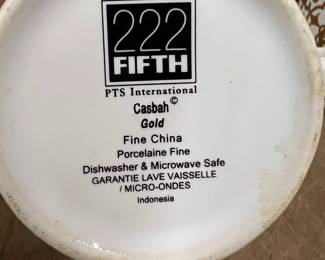 222
FIFTH
PTS International
Casbah©
Gold
Fine China
Porcelaine Fine
Dishwasher & Microwave Safe
GARANTIE LAVE VAISSELLE
/ MICRO-ONDES
Indonesia